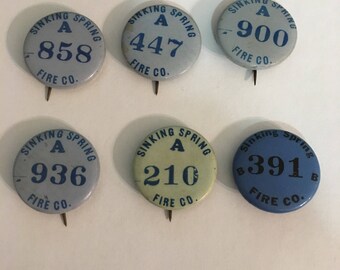 SINKING SPRING
A
858
FIRE CO.
SINKING SPRING
A
447
FIRE CO.
SINKING SPRING
A
900
FIRE CO.
SINKING SPRING
A
936
FIRE CO.
SINKING SPRING
A
210
FIRE CO.
Sinking Spring
391
B B
FIRE CO.